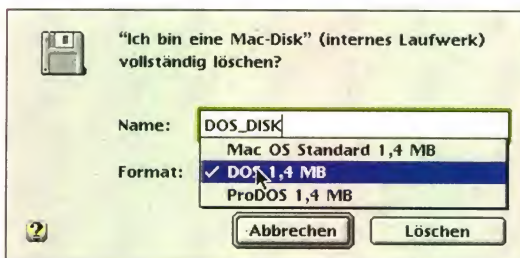 “Ich bin eine Mac-Disk” (internes Laufwerk)
vollständig löschen?
Name: DOS_DISK
Mac OS Standard 1,4 MB
Format: ✓ DOS 1,4 MB
ProDOS 1,4 MB
?
Abbrechen Löschen